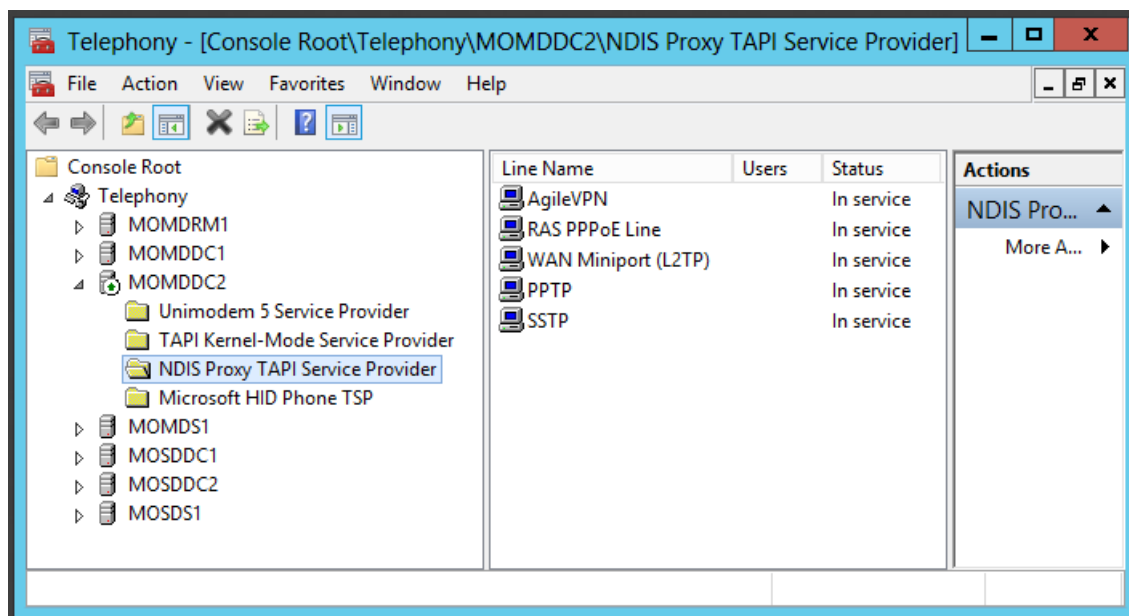 Telephony - [Console Root\Telephony\MOMDDC2\NDIS Proxy TAPI Service Provider]
File Action View Favorites Window Help
Console Root
Telephony
MOMDRM1
MOMDDC1
MOMDDC2
Unimodem 5 Service Provider
TAPI Kernel-Mode Service Provider
NDIS Proxy TAPI Service Provider
Microsoft HID Phone TSP
MOMDS1
MOSDDC1
MOSDDC2
MOSDS1
Line Name Users Status
AgileVPN In service
RAS PPPoE Line In service
WAN Miniport (L2TP) In service
PPTP In service
SSTP In service
Actions
NDIS Pro...
More A...